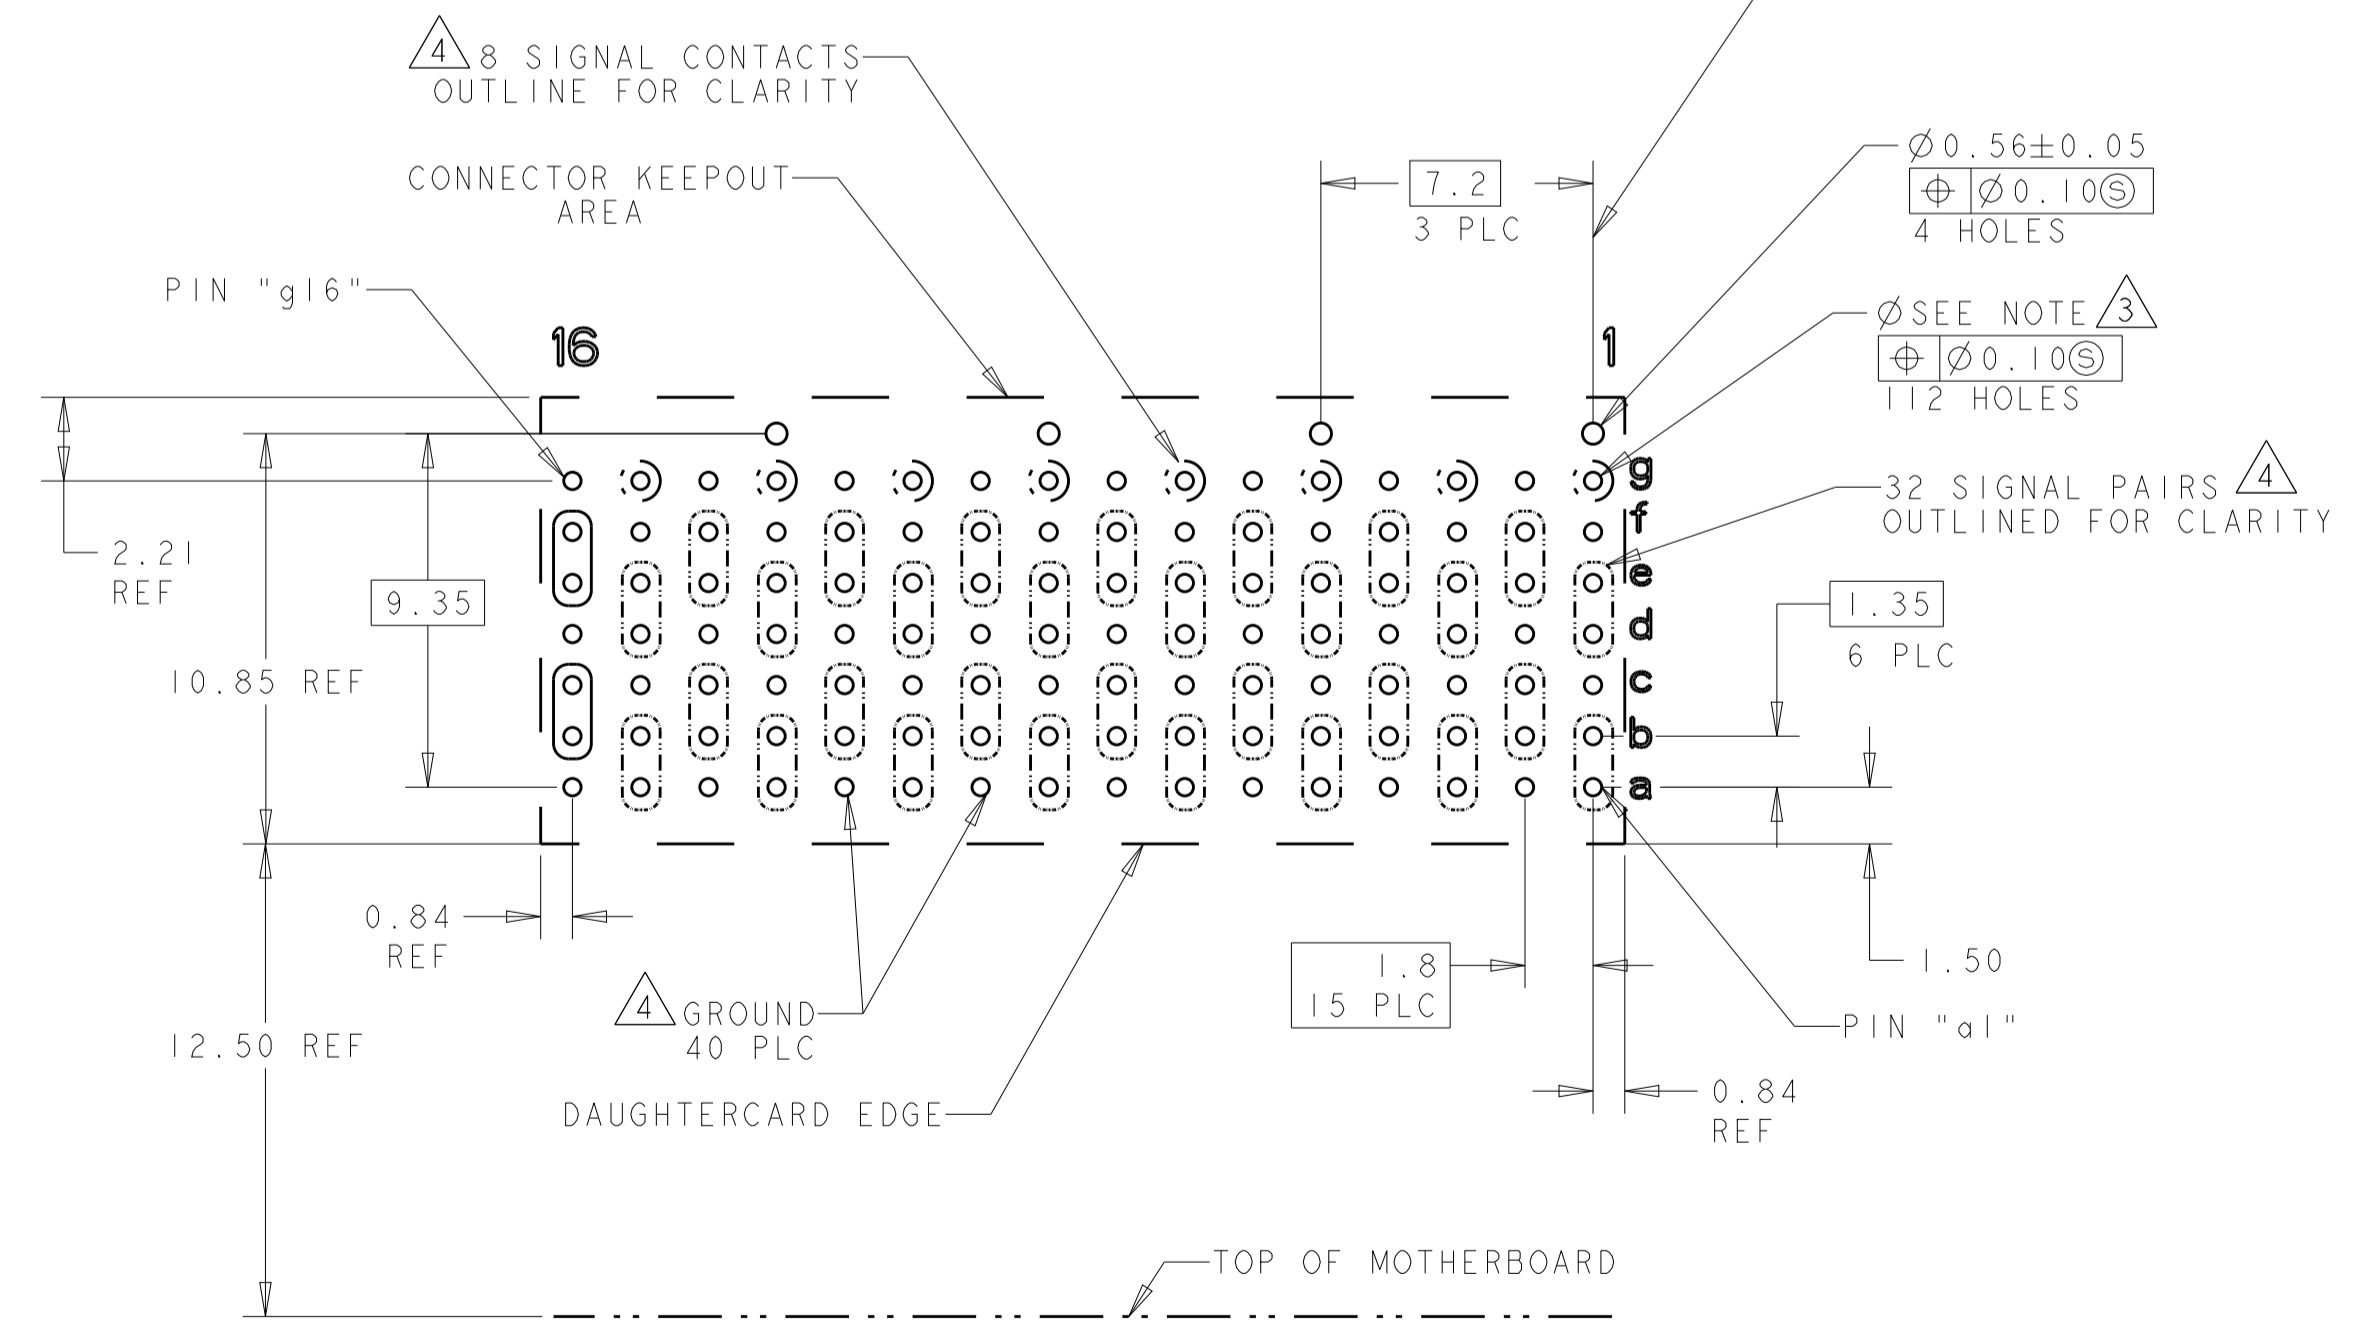 4 8 SIGNAL CONTACTS
OUTLINE FOR CLARITY
CONNECTOR KEEPOUT
AREA
PIN "g16"
16
7.2
3 PLC
Ø0.56±0.05
⌖ Ø0.10Ⓢ
4 HOLES
1
ØSEE NOTE 3
⌖ Ø0.10Ⓢ
112 HOLES
32 SIGNAL PAIRS 4
OUTLINED FOR CLARITY
g
f
e
d
c
b
a
2.21
REF
9.35
10.85 REF
1.35
6 PLC
0.84
REF
12.50 REF
4 GROUND
40 PLC
DAUGHTERCARD EDGE
1.8
15 PLC
1.50
PIN "a1"
0.84
REF
TOP OF MOTHERBOARD